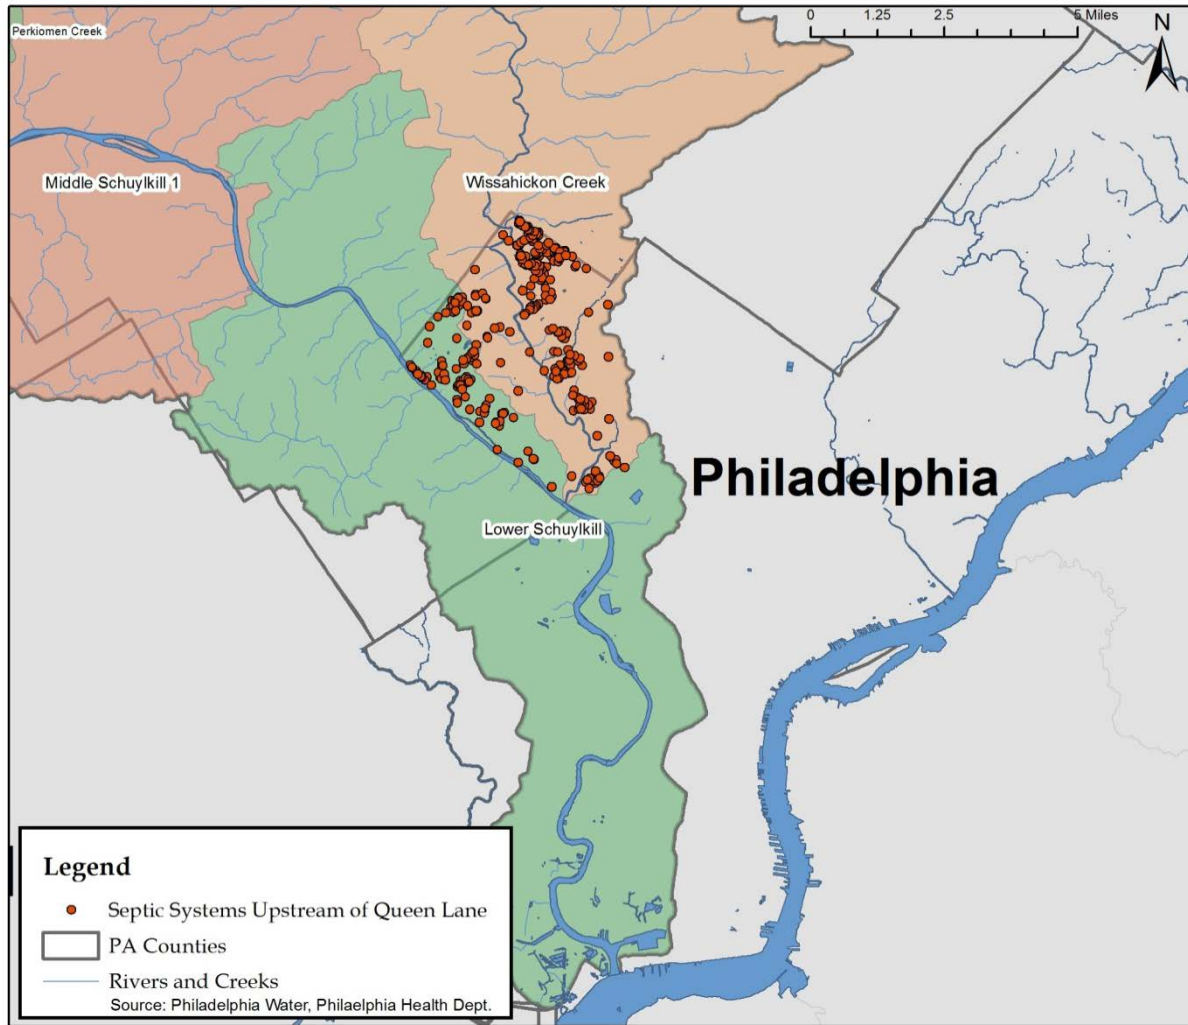 Perkiomen Creek
0 1.25 2.5 5 Miles
N
Middle Schuylkill 1
Wissahickon Creek
Philadelphia
Lower Schuylkill
Legend
Septic Systems Upstream of Queen Lane
PA Counties
Rivers and Creeks
Source: Philadelphia Water, Philaelphia Health Dept.